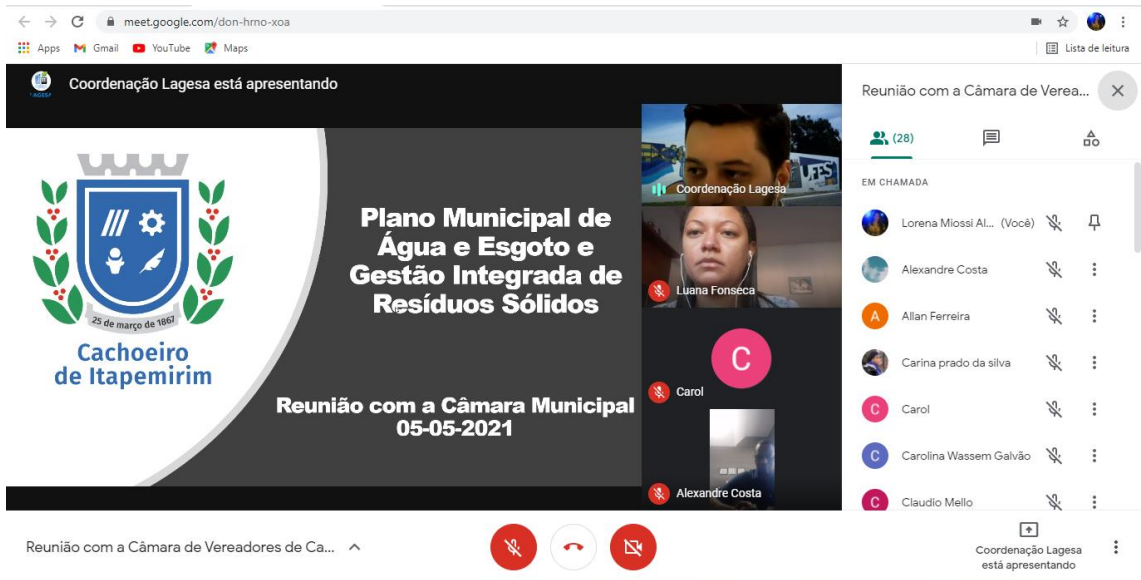 meet.google.com/don-hrno-xoa
Apps
Gmail
YouTube
Maps
Lista de leitura
LAGESA
Coordenação Lagesa está apresentando
25 de março de 1867
Cachoeiro
de Itapemirim
Plano Municipal de
Água e Esgoto e
Gestão Integrada de
Resíduos Sólidos
Reunião com a Câmara Municipal
05-05-2021
UFES
Coordenação Lagesa
Luana Fonseca
C
Carol
Alexandre Costa
Reunião com a Câmara de Verea...
(28)
EM CHAMADA
Lorena Miossi Al... (Você)
Alexandre Costa
A
Allan Ferreira
Carina prado da silva
C
Carol
C
Carolina Wassem Galvão
C
Claudio Mello
Reunião com a Câmara de Vereadores de Ca...
Coordenação Lagesa
está apresentando